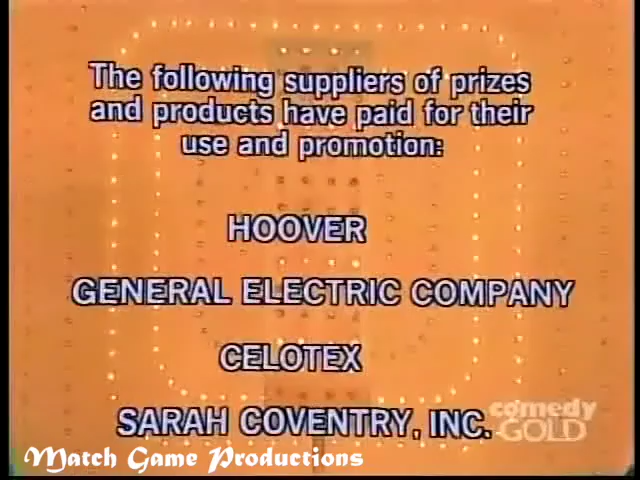 The following suppliers of prizes
and products have paid for their
use and promotion:
HOOVER
GENERAL ELECTRIC COMPANY
CELOTEX
SARAH COVENTRY, INC.
comedy
GOLD
Match Game Productions